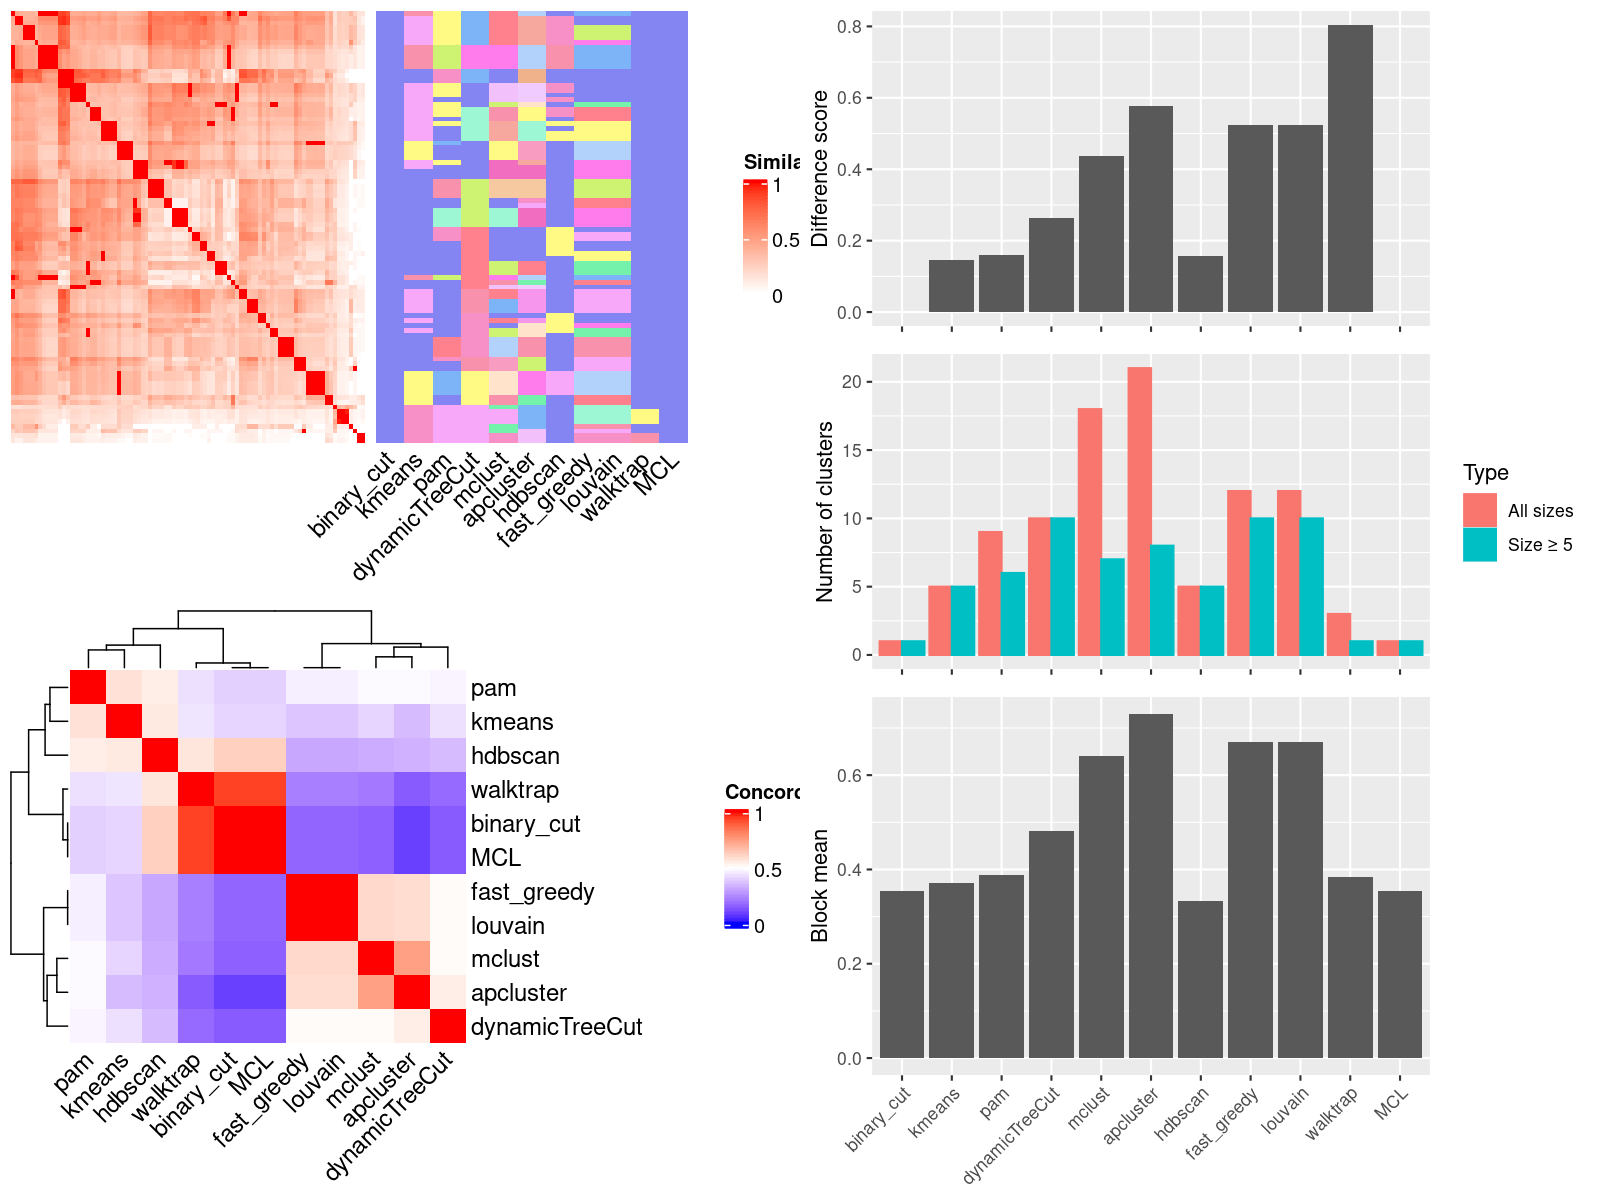 Simila
1
0.5
0
binary_cut
kmeans
pam
dynamicTreeCut
mclust
apcluster
hdbscan
fast_greedy
louvain
walktrap
MCL
Difference score
0.8
0.6
0.4
0.2
0.0
Number of clusters
20
15
10
5
0
Type
All sizes
Size ≥ 5
pam
kmeans
hdbscan
walktrap
binary_cut
MCL
fast_greedy
louvain
mclust
apcluster
dynamicTreeCut
pam
kmeans
hdbscan
walktrap
binary_cut
MCL
fast_greedy
louvain
mclust
apcluster
dynamicTreeCut
Concord
1
0.5
0
Block mean
0.6
0.4
0.2
0.0
binary_cut
kmeans
pam
dynamicTreeCut
mclust
apcluster
hdbscan
fast_greedy
louvain
walktrap
MCL